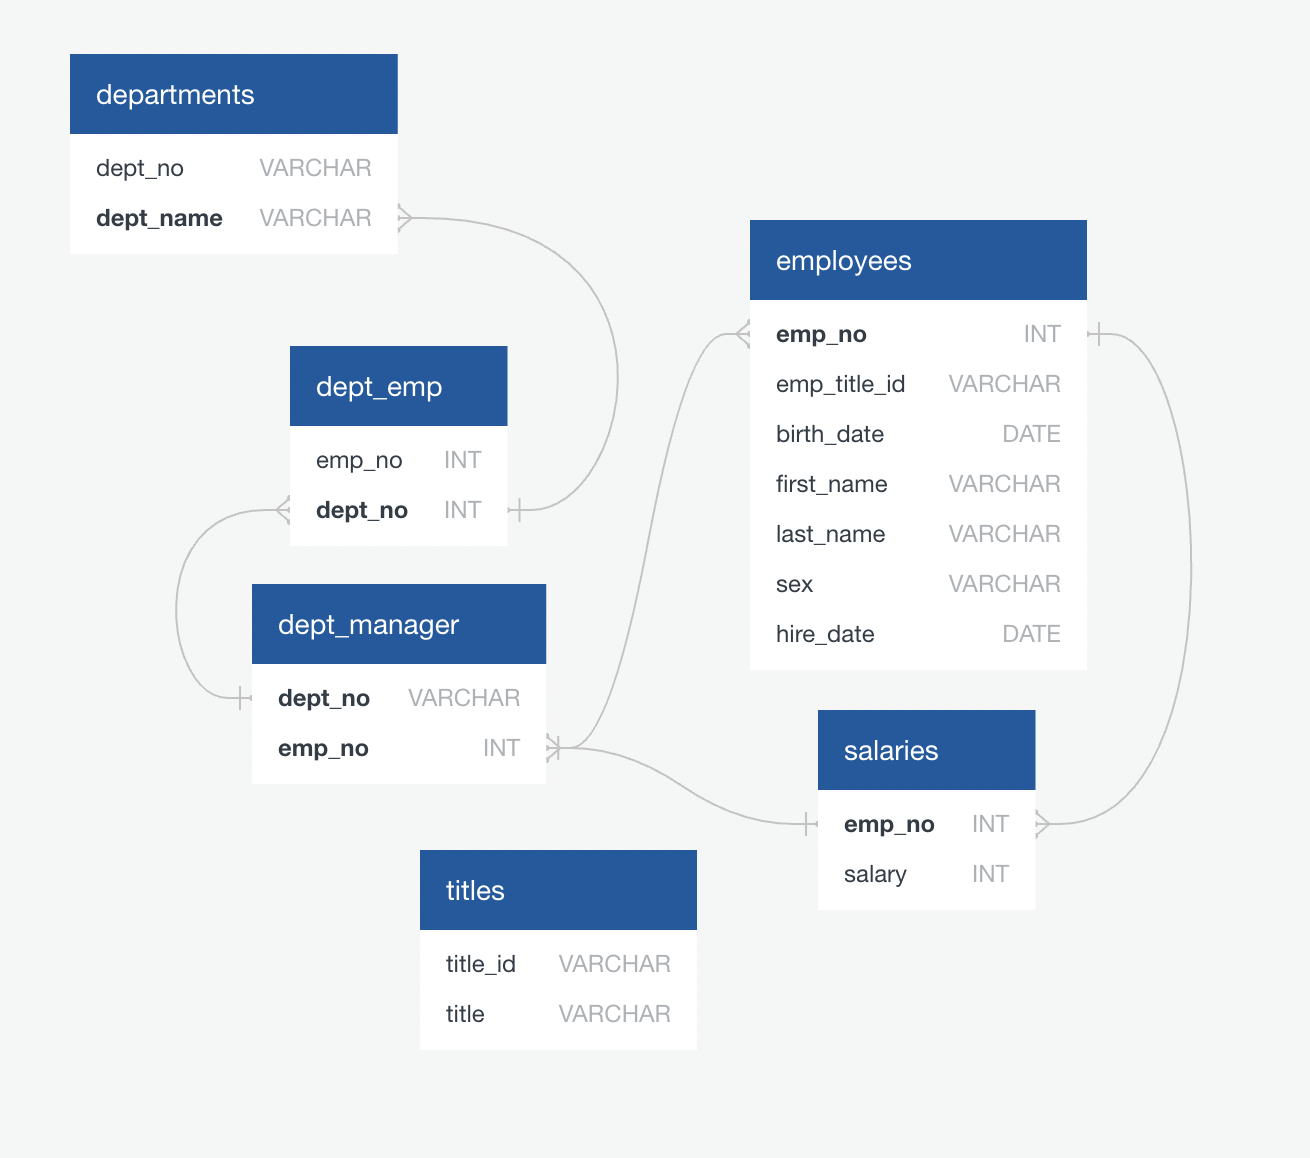 departments
dept_no VARCHAR
dept_name VARCHAR
employees
emp_no INT
emp_title_id VARCHAR
birth_date DATE
first_name VARCHAR
last_name VARCHAR
sex VARCHAR
hire_date DATE
dept_emp
emp_no INT
dept_no INT
dept_manager
dept_no VARCHAR
emp_no INT
salaries
emp_no INT
salary INT
titles
title_id VARCHAR
title VARCHAR